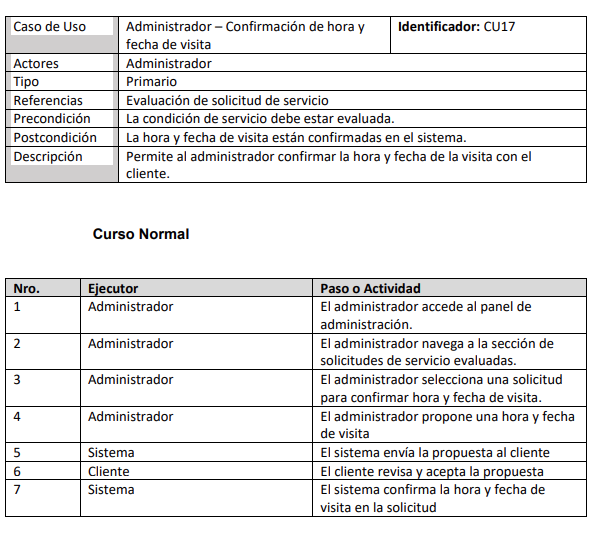 Caso de Uso Administrador – Confirmación de hora y Identificador: CU17
fecha de visita
Actores Administrador
Tipo Primario
Referencias Evaluación de solicitud de servicio
Precondición La condición de servicio debe estar evaluada.
Postcondición La hora y fecha de visita están confirmadas en el sistema.
Descripción Permite al administrador confirmar la hora y fecha de la visita con el
cliente.
Curso Normal
Nro. Ejecutor Paso o Actividad
1 Administrador El administrador accede al panel de
administración.
2 Administrador El administrador navega a la sección de
solicitudes de servicio evaluadas.
3 Administrador El administrador selecciona una solicitud
para confirmar hora y fecha de visita.
4 Administrador El administrador propone una hora y fecha
de visita
5 Sistema El sistema envía la propuesta al cliente
6 Cliente El cliente revisa y acepta la propuesta
7 Sistema El sistema confirma la hora y fecha de
visita en la solicitud